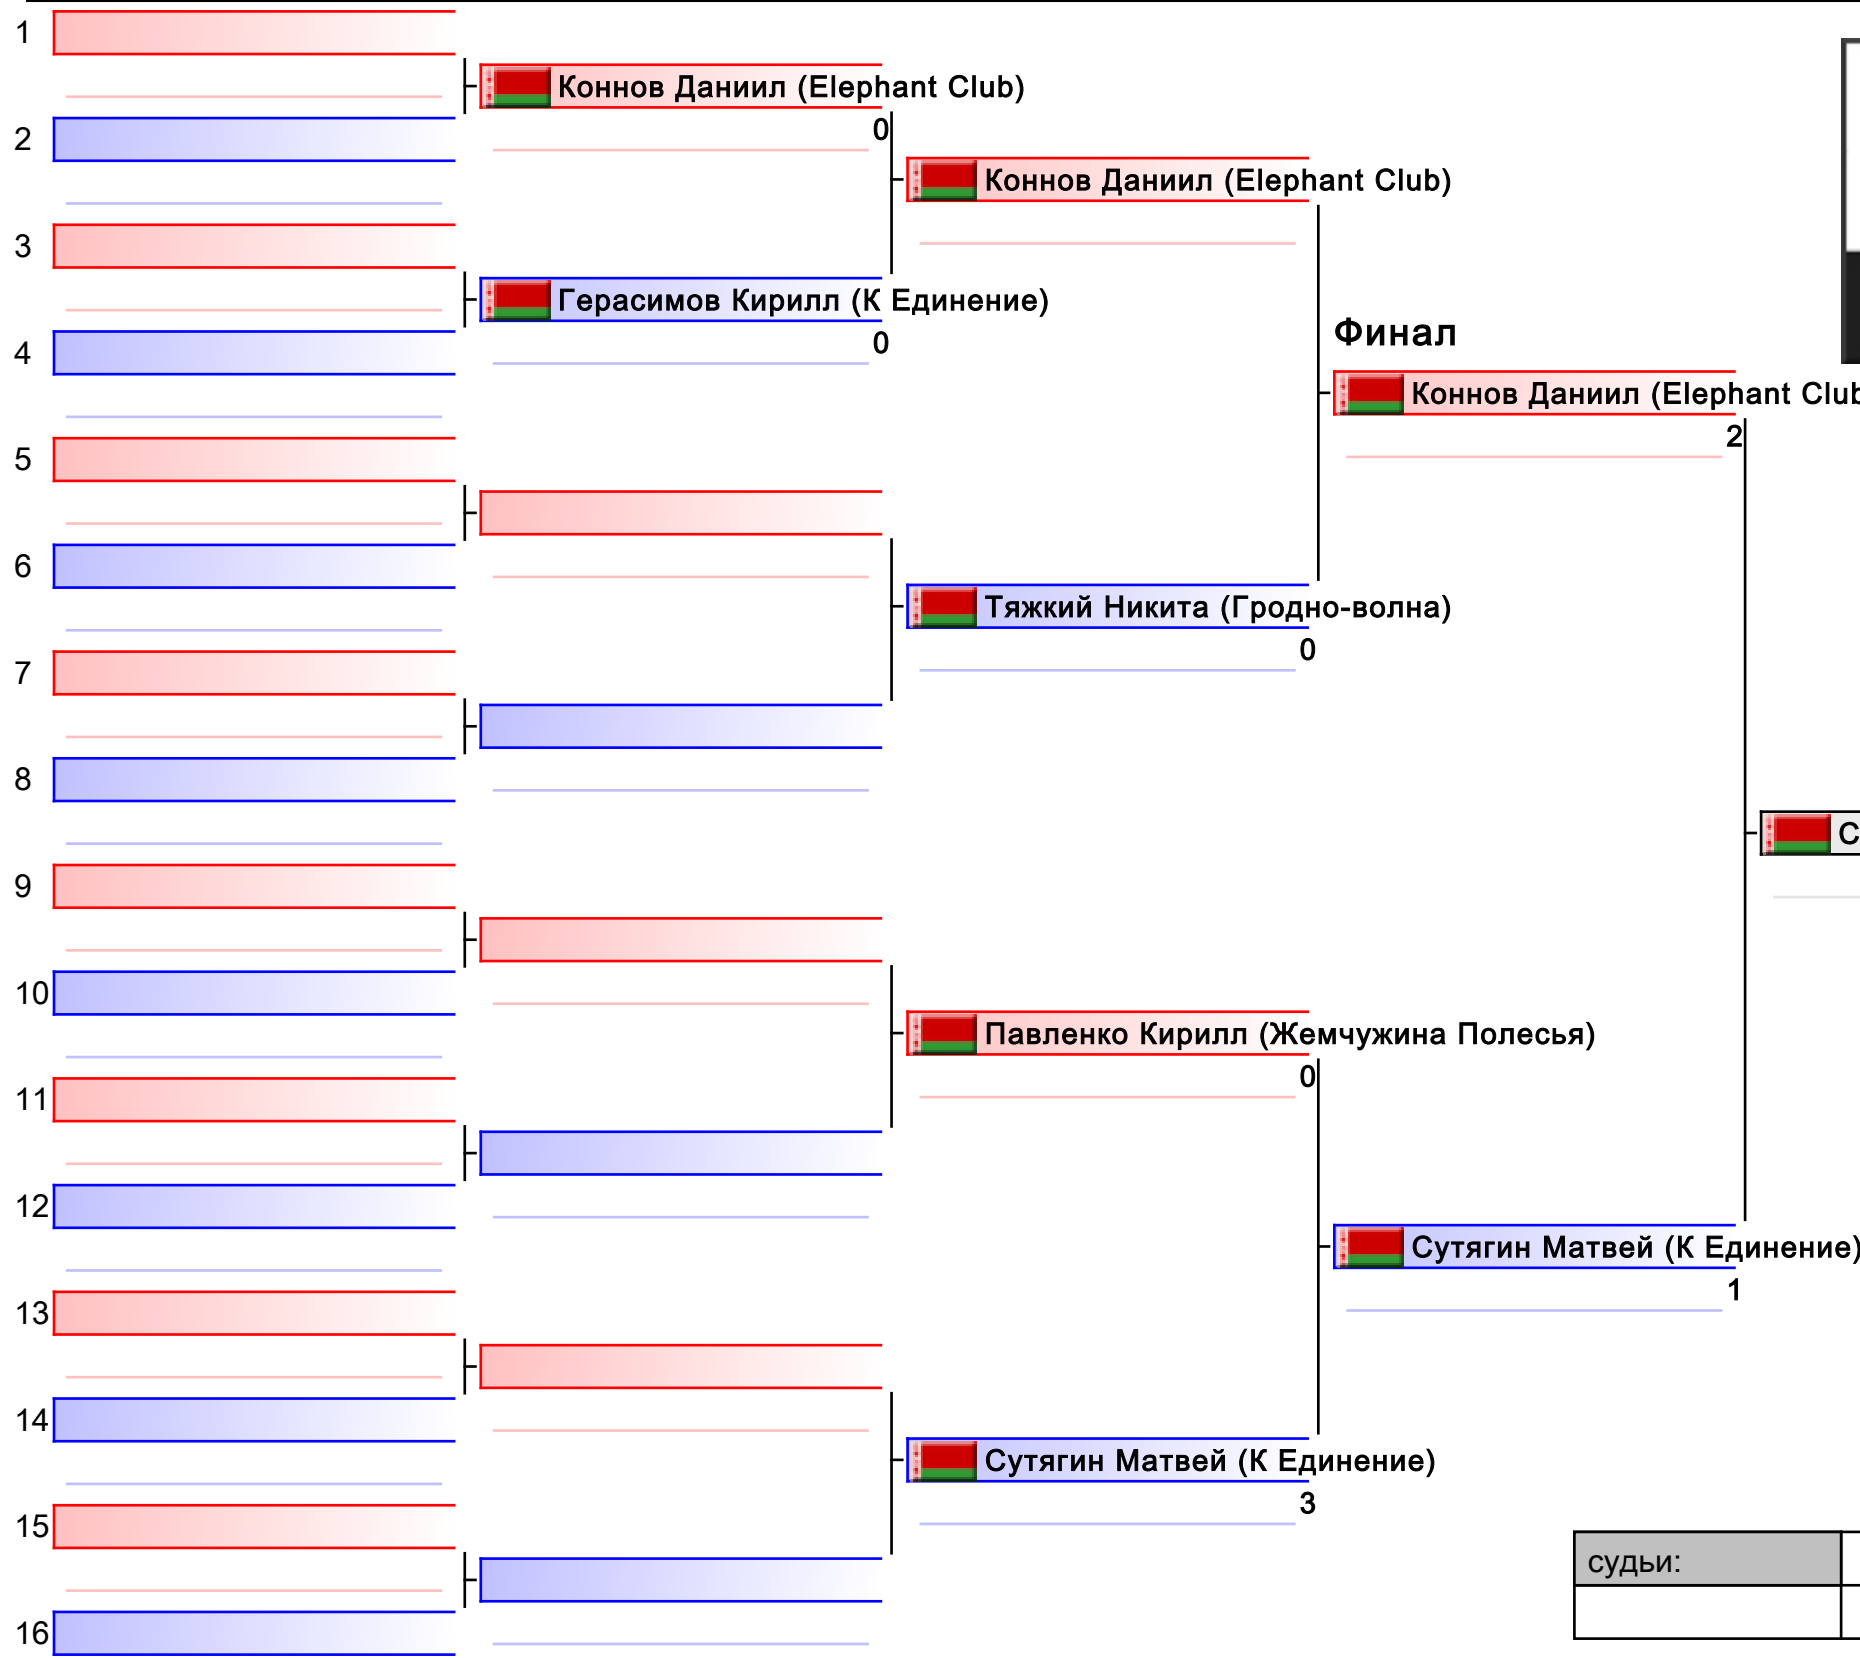 1
Коннов Даниил (Elephant Club)
0
2
Коннов Даниил (Elephant Club)
3
Герасимов Кирилл (К Единение)
0
Финал
4
Коннов Даниил (Elephant Club
2
5
6
Тяжкий Никита (Гродно-волна)
0
7
8
С
9
10
Павленко Кирилл (Жемчужина Полесья)
0
11
12
Сутягин Матвей (К Единение)
1
13
14
Сутягин Матвей (К Единение)
3
15
судьи:
16